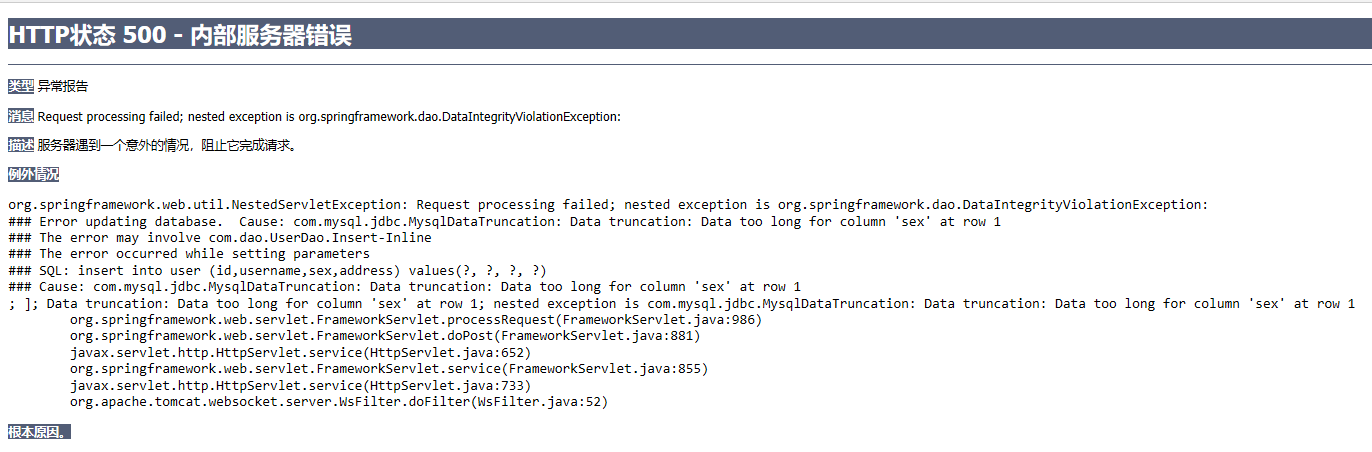 HTTP状态 500 - 内部服务器错误
类型 异常报告
消息 Request processing failed; nested exception is org.springframework.dao.DataIntegrityViolationException:
描述 服务器遇到一个意外的情况，阻止它完成请求。
例外情况
org.springframework.web.util.NestedServletException: Request processing failed; nested exception is org.springframework.dao.DataIntegrityViolationException:
### Error updating database.  Cause: com.mysql.jdbc.MysqlDataTruncation: Data truncation: Data too long for column 'sex' at row 1
### The error may involve com.dao.UserDao.Insert-Inline
### The error occurred while setting parameters
### SQL: insert into user (id,username,sex,address) values(?, ?, ?, ?)
### Cause: com.mysql.jdbc.MysqlDataTruncation: Data truncation: Data too long for column 'sex' at row 1
; ]; Data truncation: Data too long for column 'sex' at row 1; nested exception is com.mysql.jdbc.MysqlDataTruncation: Data truncation: Data too long for column 'sex' at row 1
org.springframework.web.servlet.FrameworkServlet.processRequest(FrameworkServlet.java:986)
org.springframework.web.servlet.FrameworkServlet.doPost(FrameworkServlet.java:881)
javax.servlet.http.HttpServlet.service(HttpServlet.java:652)
org.springframework.web.servlet.FrameworkServlet.service(FrameworkServlet.java:855)
javax.servlet.http.HttpServlet.service(HttpServlet.java:733)
org.apache.tomcat.websocket.server.WsFilter.doFilter(WsFilter.java:52)
根本原因。